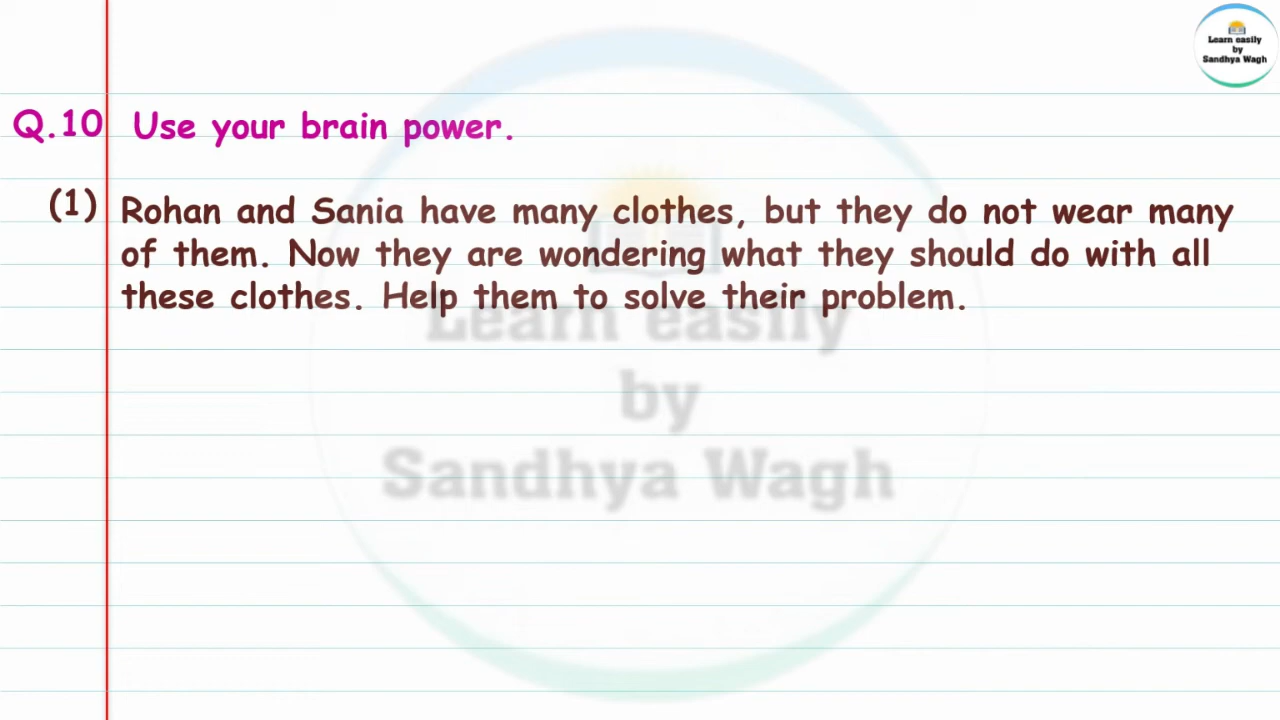 Learn easily
by
Sandhya Wagh
Q.10 Use your brain power.
(1) Rohan and Sania have many clothes, but they do not wear many
of them. Now they are wondering what they should do with all
these clothes. Help them to solve their problem.
Learn easily
by
Sandhya Wagh